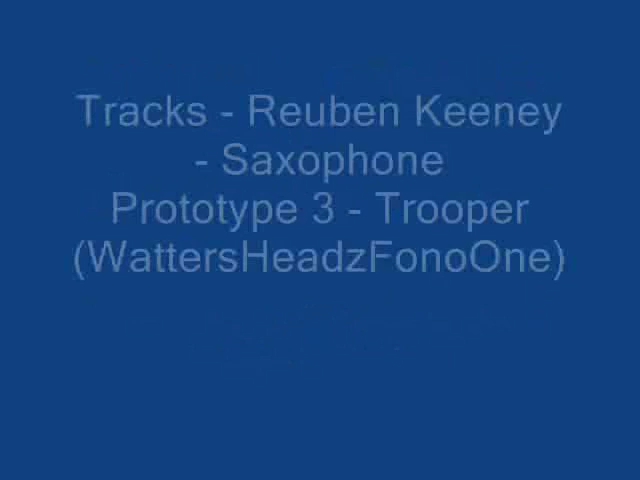 Tracks - Reuben Keeney
- Saxophone
Prototype 3 - Trooper
(WattersHeadzFonoOne)